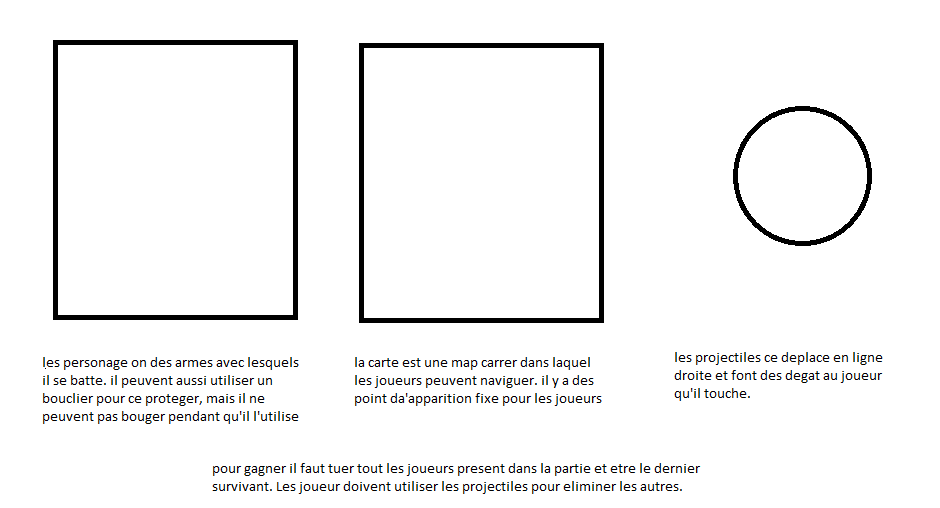 les personage on des armes avec lesquels
il se batte. il peuvent aussi utiliser un
bouclier pour ce proteger, mais il ne
peuvent pas bouger pendant qu'il l'utilise
la carte est une map carrer dans laquel
les joueurs peuvent naviguer. il y a des
point da'apparition fixe pour les joueurs
les projectiles ce deplace en ligne
droite et font des degat au joueur
qu'il touche.
pour gagner il faut tuer tout les joueurs present dans la partie et etre le dernier
survivant. Les joueur doivent utiliser les projectiles pour eliminer les autres.